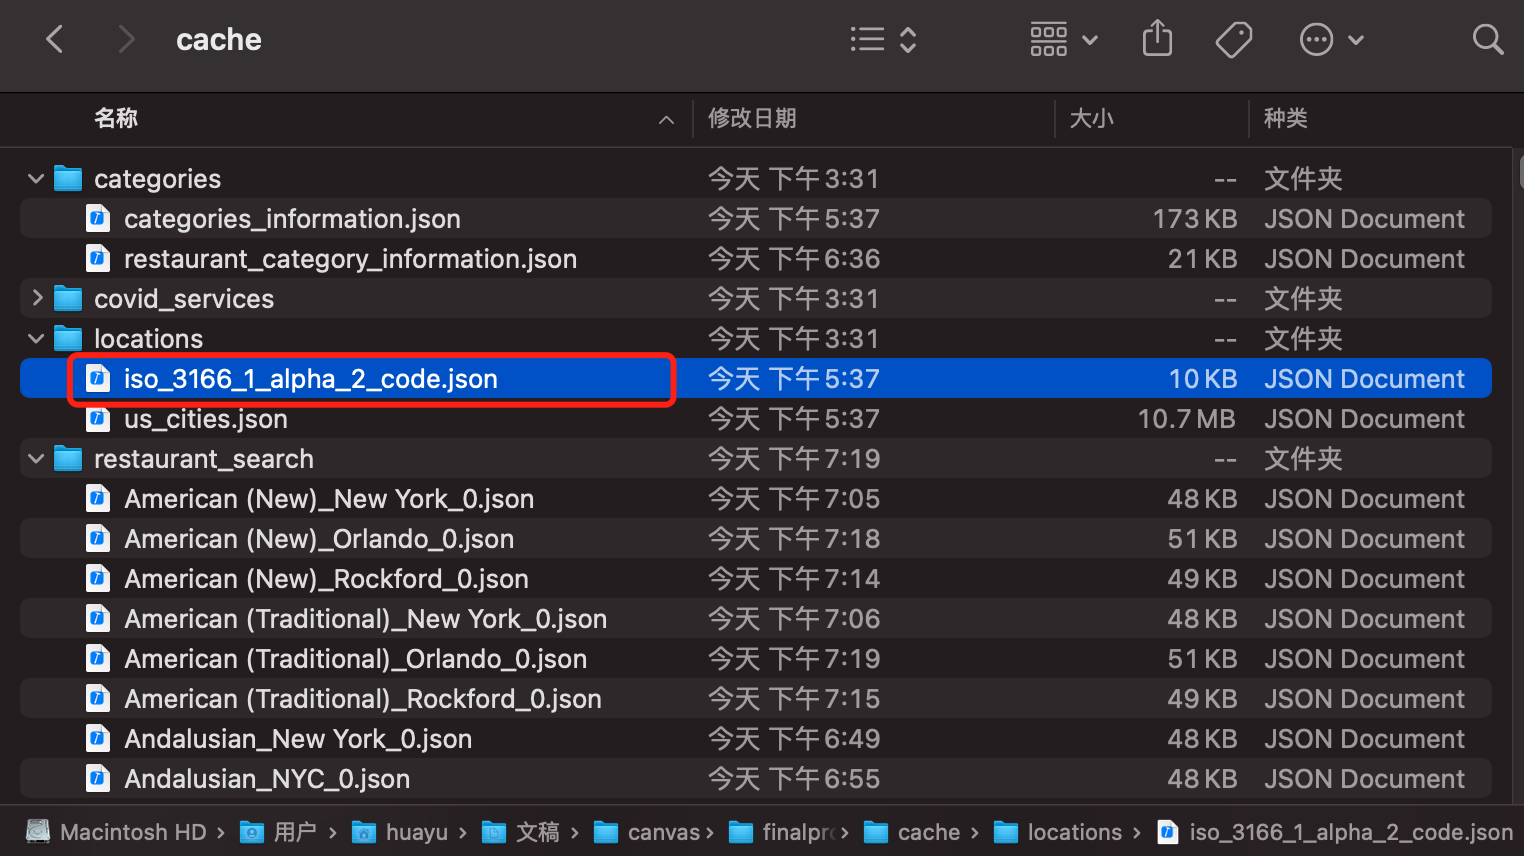 cache
名称 修改日期 大小 种类
categories 今天 下午3:31 -- 文件夹
categories_information.json 今天 下午5:37 173 KB JSON Document
restaurant_category_information.json 今天 下午6:36 21 KB JSON Document
covid_services 今天 下午3:31 -- 文件夹
locations 今天 下午3:31 -- 文件夹
iso_3166_1_alpha_2_code.json 今天 下午5:37 10 KB JSON Document
us_cities.json 今天 下午5:37 10.7 MB JSON Document
restaurant_search 今天 下午7:19 -- 文件夹
American (New)_New York_0.json 今天 下午7:05 48 KB JSON Document
American (New)_Orlando_0.json 今天 下午7:18 51 KB JSON Document
American (New)_Rockford_0.json 今天 下午7:14 49 KB JSON Document
American (Traditional)_New York_0.json 今天 下午7:06 48 KB JSON Document
American (Traditional)_Orlando_0.json 今天 下午7:19 51 KB JSON Document
American (Traditional)_Rockford_0.json 今天 下午7:15 49 KB JSON Document
Andalusian_New York_0.json 今天 下午6:49 48 KB JSON Document
Andalusian_NYC_0.json 今天 下午6:55 48 KB JSON Document
Macintosh HD › 用户 › huayu › 文稿 › canvas › finalpro › cache › locations › iso_3166_1_alpha_2_code.json